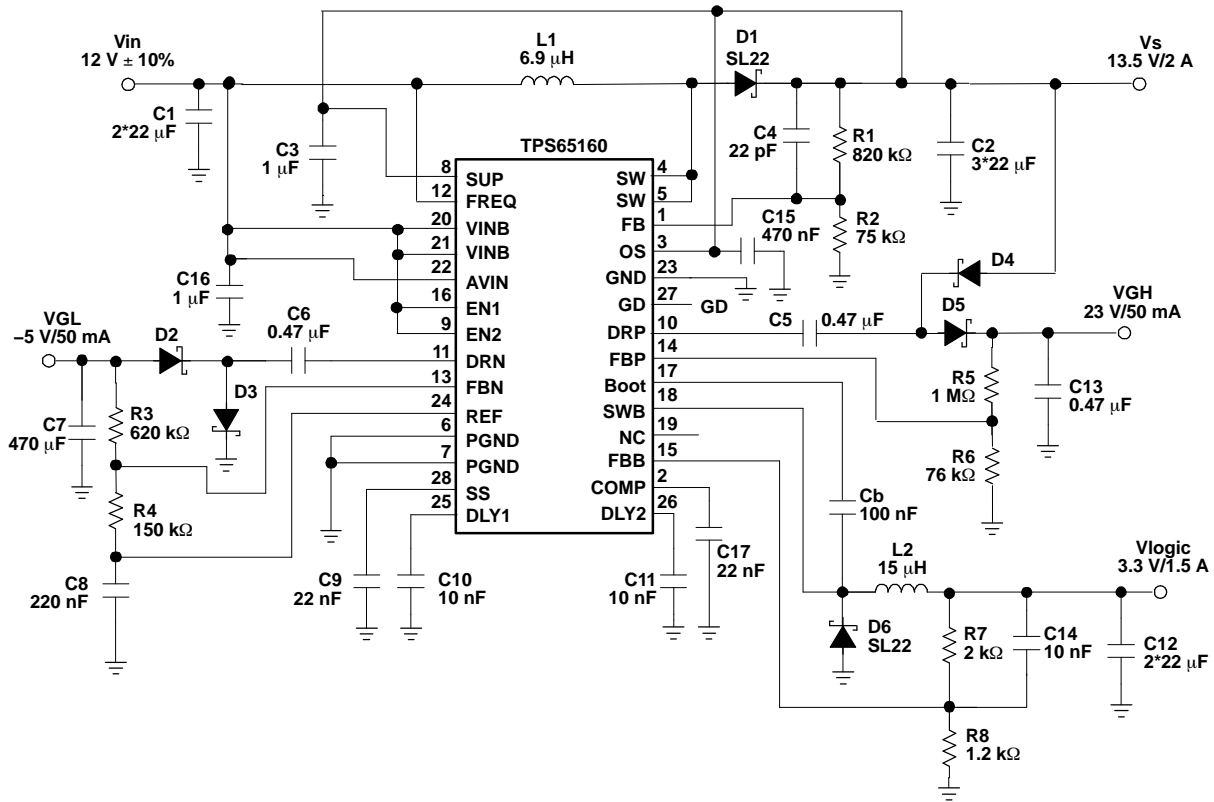 Vin
12 V ± 10%
C1
2*22 μF
L1
6.9 μH
D1
SL22
Vs
13.5 V/2 A
C3
1 μF
C4
22 pF
R1
820 kΩ
C2
3*22 μF
TPS65160
8
SUP
12
FREQ
20
VINB
21
VINB
22
AVIN
16
EN1
9
EN2
11
DRN
13
FBN
24
REF
6
PGND
7
PGND
28
SS
25
DLY1
4
SW
5
SW
1
FB
3
OS
23
GND
27
GD
GD
10
DRP
14
FBP
17
Boot
18
SWB
19
NC
15
FBB
2
COMP
26
DLY2
C15
470 nF
R2
75 kΩ
D4
C16
1 μF
VGL
–5 V/50 mA
D2
C6
0.47 μF
D3
C5
0.47 μF
D5
VGH
23 V/50 mA
C7
470 μF
R3
620 kΩ
R5
1 MΩ
C13
0.47 μF
R4
150 kΩ
R6
76 kΩ
C8
220 nF
C9
22 nF
C10
10 nF
C11
10 nF
C17
22 nF
Cb
100 nF
L2
15 μH
Vlogic
3.3 V/1.5 A
D6
SL22
R7
2 kΩ
C14
10 nF
C12
2*22 μF
R8
1.2 kΩ